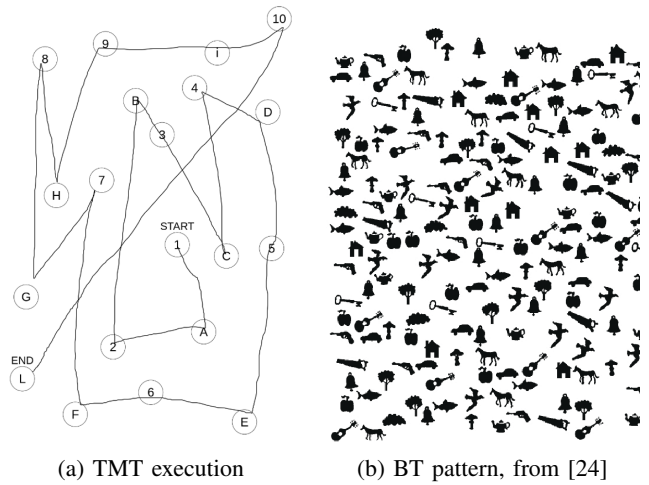 10
9
i
8
4
B
D
3
7
H
START
1
C
5
G
2
A
END
L
6
F
E
(a) TMT execution
(b) BT pattern, from [24]